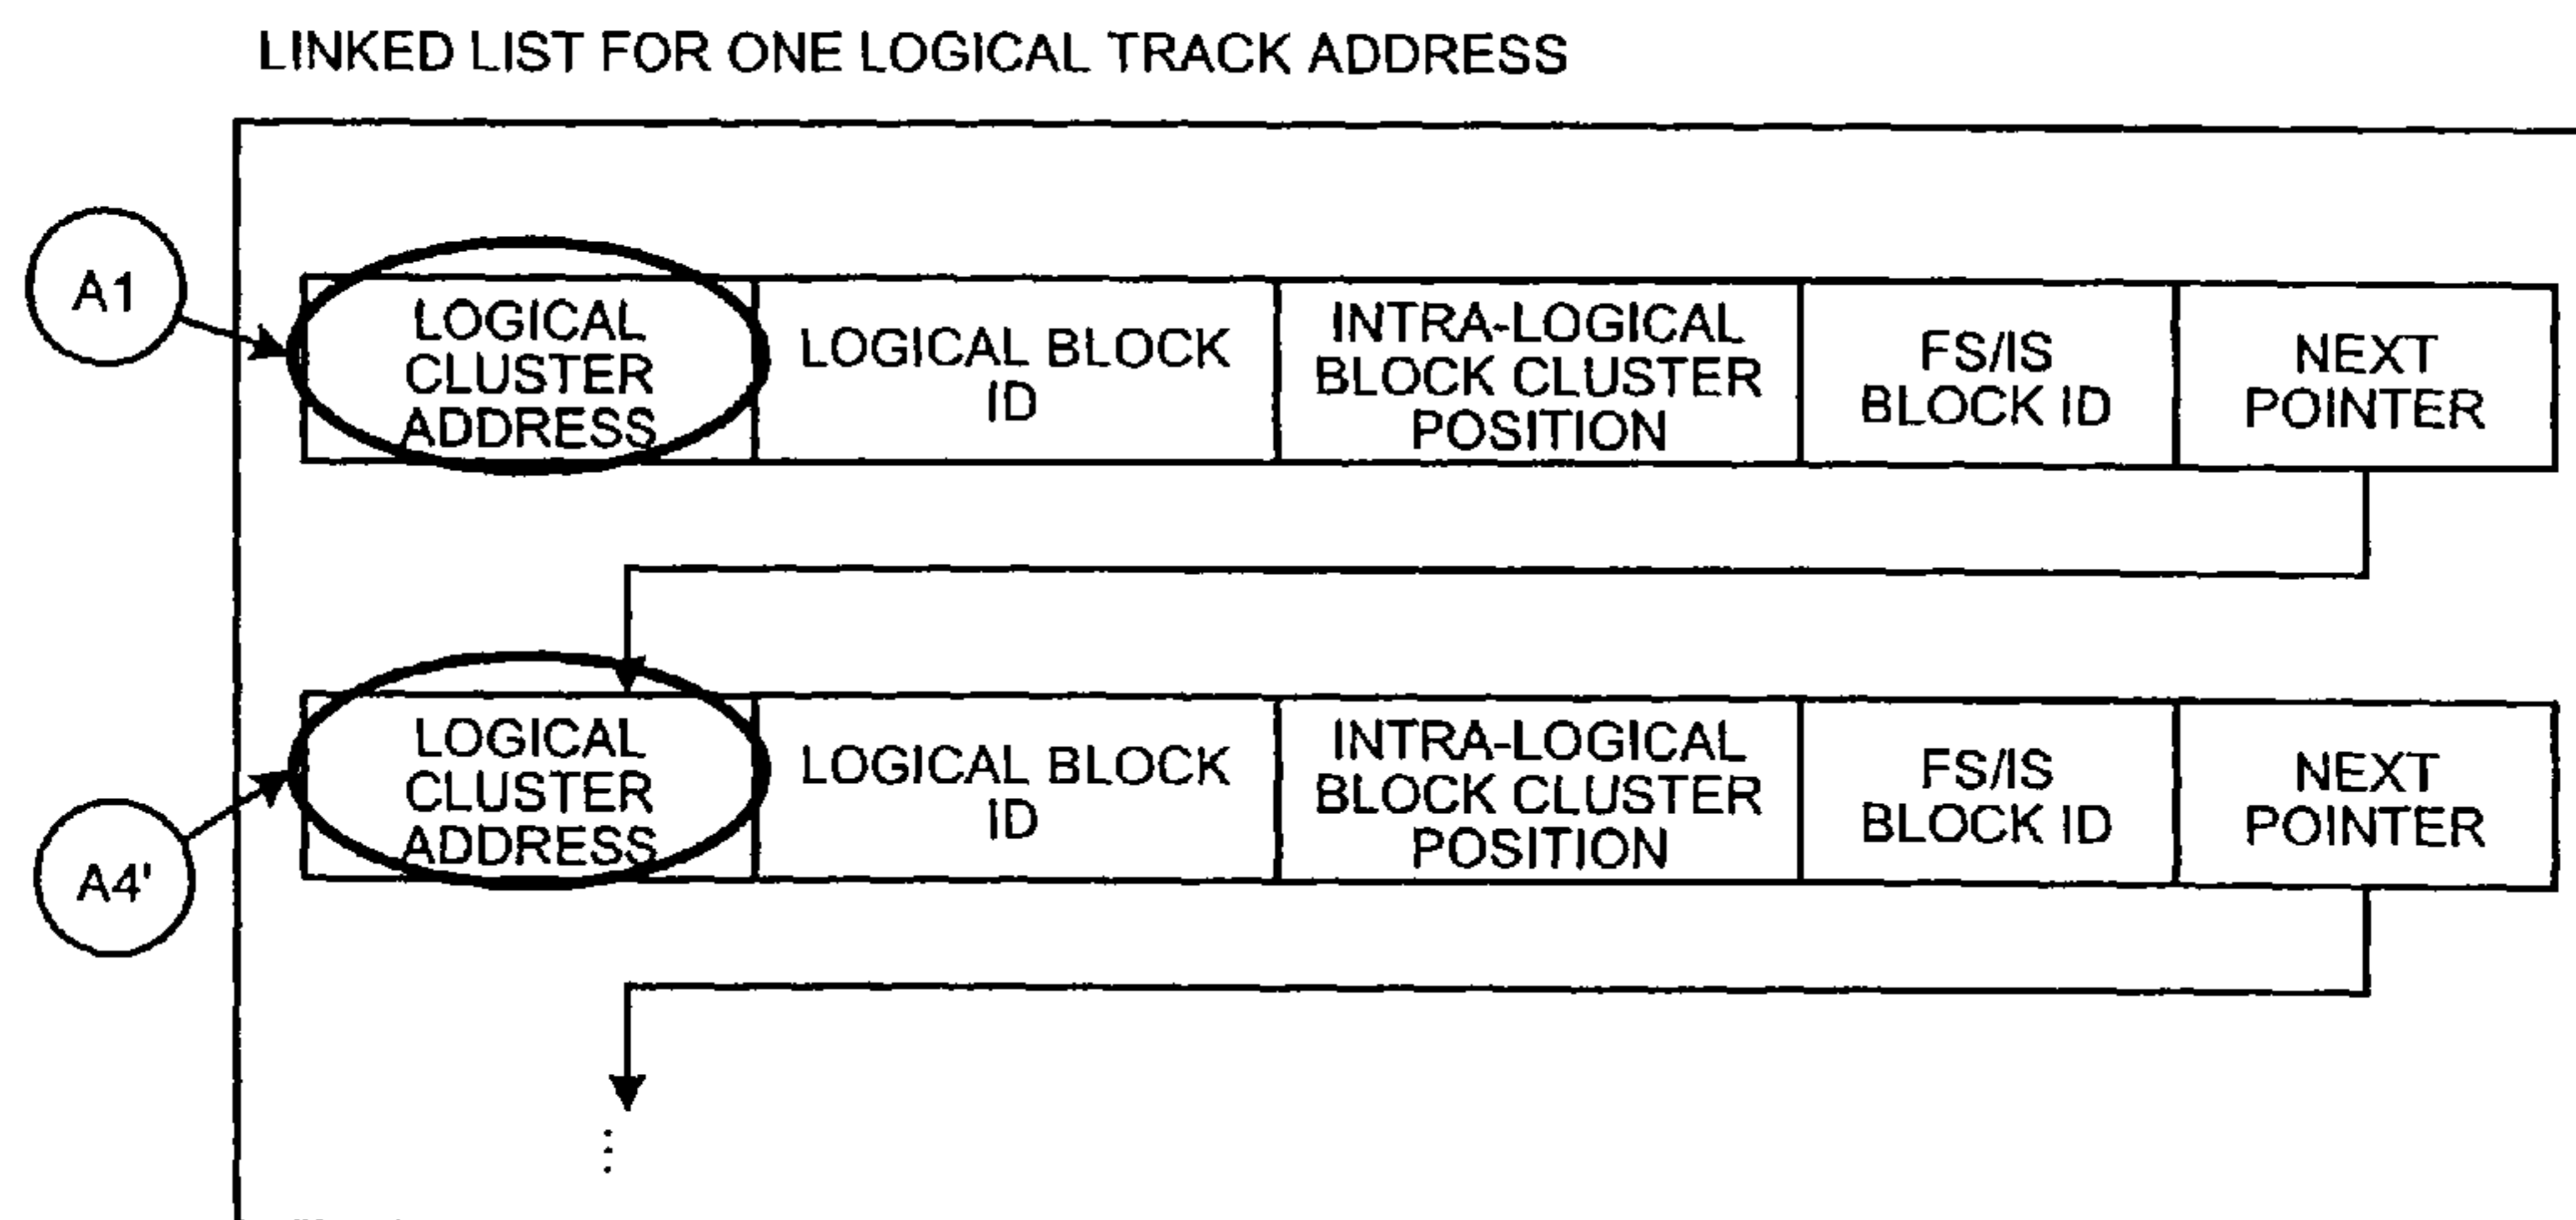 LINKED LIST FOR ONE LOGICAL TRACK ADDRESS
A1
LOGICAL
CLUSTER
ADDRESS
LOGICAL BLOCK
ID
INTRA-LOGICAL
BLOCK CLUSTER
POSITION
FS/IS
BLOCK ID
NEXT
POINTER
A4'
LOGICAL
CLUSTER
ADDRESS
LOGICAL BLOCK
ID
INTRA-LOGICAL
BLOCK CLUSTER
POSITION
FS/IS
BLOCK ID
NEXT
POINTER
...